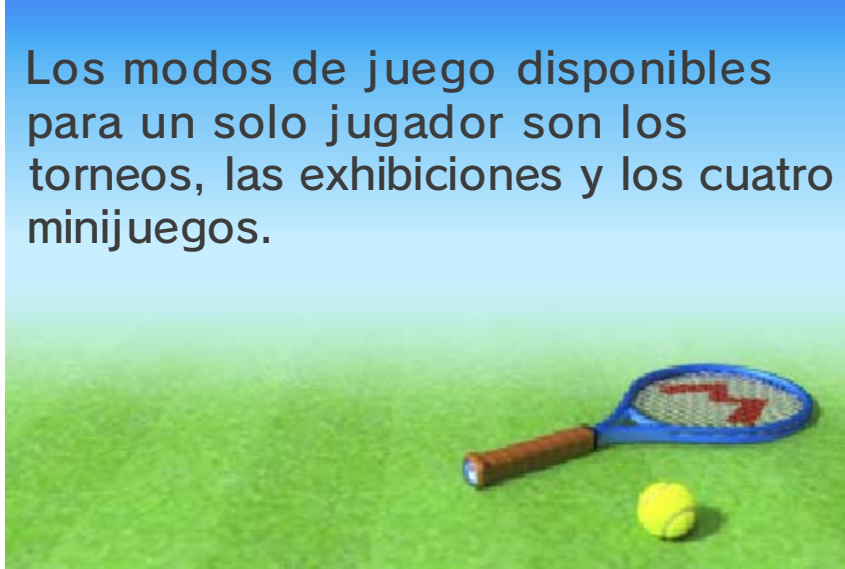 Los modos de juego disponibles
para un solo jugador son los
torneos, las exhibiciones y los cuatro
minijuegos.